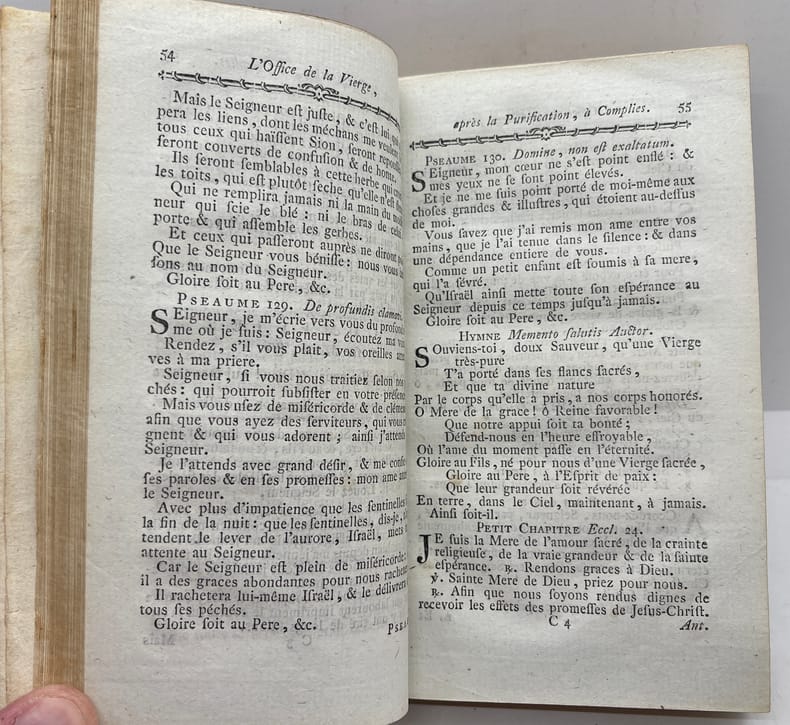 54
L'Office de la Vierge,
Mais le Seigneur eſt juſte, & c'eſt lui qui
pera les liens, dont les méchans me veulent
tous ceux qui haïſſent Sion, ſeront repouſſés
ſeront couverts de confuſion & de honte.
Ils ſeront ſemblables à cette herbe qui
les toits, qui eſt plutôt ſeche qu'elle n'eſt
Qui ne remplira jamais ni la main du
neur qui ſcie le blé : ni le bras de celui
porte & qui aſſemble les gerbes.
Et ceux qui paſſeront auprès ne diront
Que le Seigneur vous béniſſe : nous vous
ſons au nom du Seigneur.
Gloire ſoit au Pere, &c.
PSEAUME 129. De profundis clamavi.
SEigneur, je m'écrie vers vous du profond
me où je ſuis : Seigneur, écoutez ma
Rendez, s'il vous plait, vos oreilles
ves à ma priere.
Seigneur, ſi vous nous traitiez ſelon nos
chés : qui pourroit ſubſiſter en votre préſence
Mais vous uſez de miſéricorde & de clémen
afin que vous ayez des ſerviteurs, qui vous
gnent & qui vous adorent ; ainſi j'attends
Seigneur.
Je l'attends avec grand déſir, & me confie
ſes paroles & en ſes promeſſes : mon ame
le Seigneur.
Avec plus d'impatience que les ſentinelles
la fin de la nuit : que les ſentinelles, dis-je,
tendent le lever de l'aurore, Iſraël, mets
attente au Seigneur.
Car le Seigneur eſt plein de miſéricorde :
il a des graces abondantes pour nous racheter
Il rachetera lui-même Iſraël, & le délivrera
tous ſes péchés.
Gloire ſoit au Pere, &c.
PSEAU
après la Purification, à Complies.
55
PSEAUME 130. Domine, non eſt exaltatum.
SEigneur, mon cœur ne s'eſt point enflé : &
mes yeux ne ſe ſont point élevés.
Et je ne me ſuis point porté de moi-même aux
choſes grandes & illuſtres, qui étoient au-deſſus
de moi.
Vous ſavez que j'ai remis mon ame entre vos
mains, que je l'ai tenue dans le ſilence : & dans
une dépendance entiere de vous.
Comme un petit enfant eſt ſoumis à ſa mere,
qui l'a ſévré.
Qu'Iſraël ainſi mette toute ſon eſpérance au
Seigneur depuis ce temps juſqu'à jamais.
Gloire ſoit au Pere, &c.
HYMNE Memento ſalutis Auctor.
SOuviens-toi, doux Sauveur, qu'une Vierge
très-pure
T'a porté dans ſes flancs ſacrés,
Et que ta divine nature
Par le corps qu'elle a pris, a nos corps honorés.
O Mere de la grace ! ô Reine favorable !
Que notre appui ſoit ta bonté ;
Défend-nous en l'heure effroyable,
Où l'ame du moment paſſe en l'éternité.
Gloire au Fils, né pour nous d'une Vierge ſacrée,
Gloire au Pere, à l'Eſprit de paix :
Que leur grandeur ſoit révérée
En terre, dans le Ciel, maintenant, à jamais.
Ainſi ſoit-il.
PETIT CHAPITRE Eccl. 24.
JE ſuis la Mere de l'amour ſacré, de la crainte
religieuſe, de la vraie grandeur & de la ſainte
eſpérance. ℟. Rendons graces à Dieu.
℣. Sainte Mere de Dieu, priez pour nous.
℟. Afin que nous ſoyons rendus dignes de
recevoir les effets des promeſſes de Jeſus-Chriſt.
C 4
Ant.